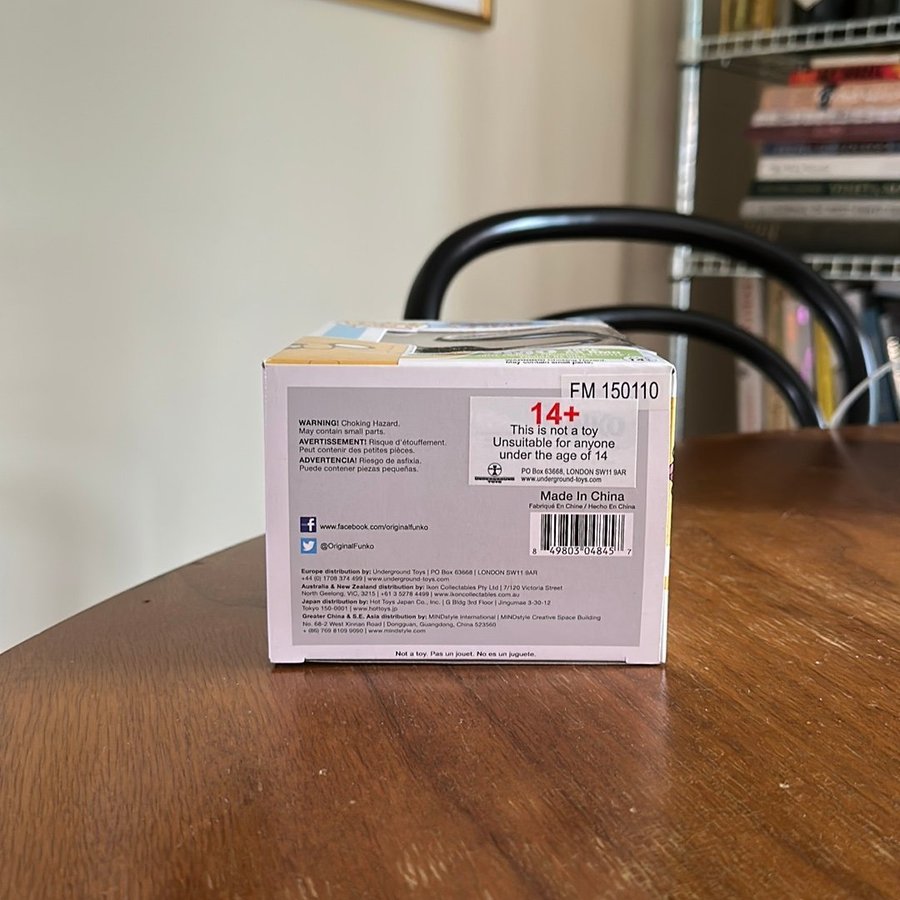 FM 150110
14+
This is not a toy
Unsuitable for anyone
under the age of 14
PO Box 63668, LONDON SW11 9AR
UNDERGROUND
TOYS
www.underground-toys.com
WARNING! Choking Hazard.
May contain small parts.
AVERTISSEMENT! Risque d'étouffement.
Peut contenir des petites pièces.
ADVERTENCIA! Riesgo de asfixia.
Puede contener piezas pequeñas.
Made In China
Fabriqué En Chine / Hecho En China
8 49803 04845 7
f www.facebook.com/originalfunko
@OriginalFunko
Europe distribution by: Underground Toys | PO Box 63668 | LONDON SW11 9AR
+44 (0) 1708 374 499 | www.underground-toys.com
Australia & New Zealand distribution by: Ikon Collectables Pty Ltd | 7/120 Victoria Street
North Geelong, VIC, 3215 | +61 3 5278 4499 | www.ikoncollectables.com.au
Japan distribution by: Hot Toys Japan Co., Inc. | G Bldg 3rd Floor | Jingumae 3-30-12
Tokyo 150-0001 | www.hottoys.jp
Greater China & S.E. Asia distribution by: MINDstyle International | MINDstyle Creative Space Building
No. 68-2 West Xinnan Road | Dongguan, Guangdong, China 523560
+ (86) 769 8109 9090 | www.mindstyle.com
Not a toy. Pas un jouet. No es un juguete.